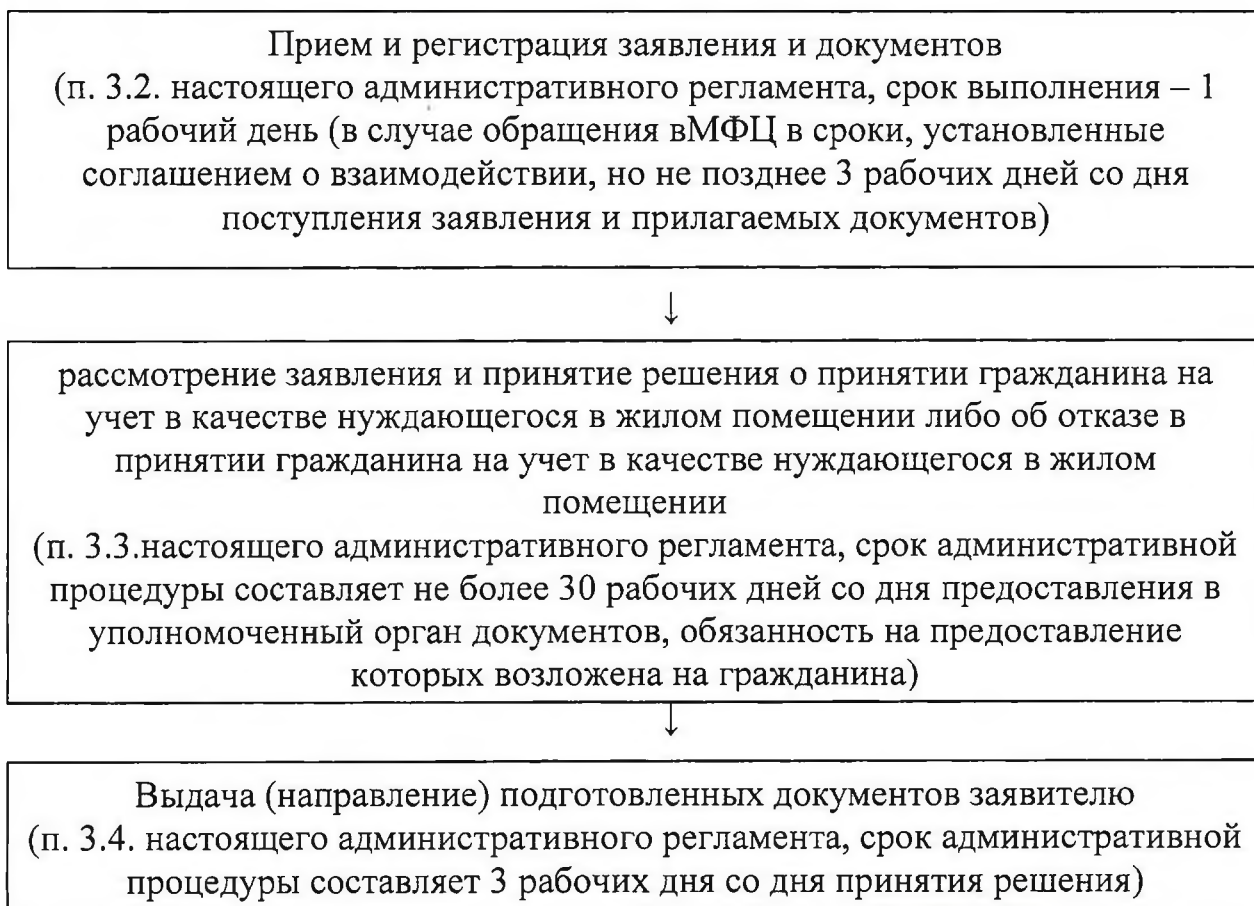 Прием и регистрация заявления и документов
(п. 3.2. настоящего административного регламента, срок выполнения – 1
рабочий день (в случае обращения вМФЦ в сроки, установленные
соглашением о взаимодействии, но не позднее 3 рабочих дней со дня
поступления заявления и прилагаемых документов)
↓
рассмотрение заявления и принятие решения о принятии гражданина на
учет в качестве нуждающегося в жилом помещении либо об отказе в
принятии гражданина на учет в качестве нуждающегося в жилом
помещении
(п. 3.3.настоящего административного регламента, срок административной
процедуры составляет не более 30 рабочих дней со дня предоставления в
уполномоченный орган документов, обязанность на предоставление
которых возложена на гражданина)
↓
Выдача (направление) подготовленных документов заявителю
(п. 3.4. настоящего административного регламента, срок административной
процедуры составляет 3 рабочих дня со дня принятия решения)